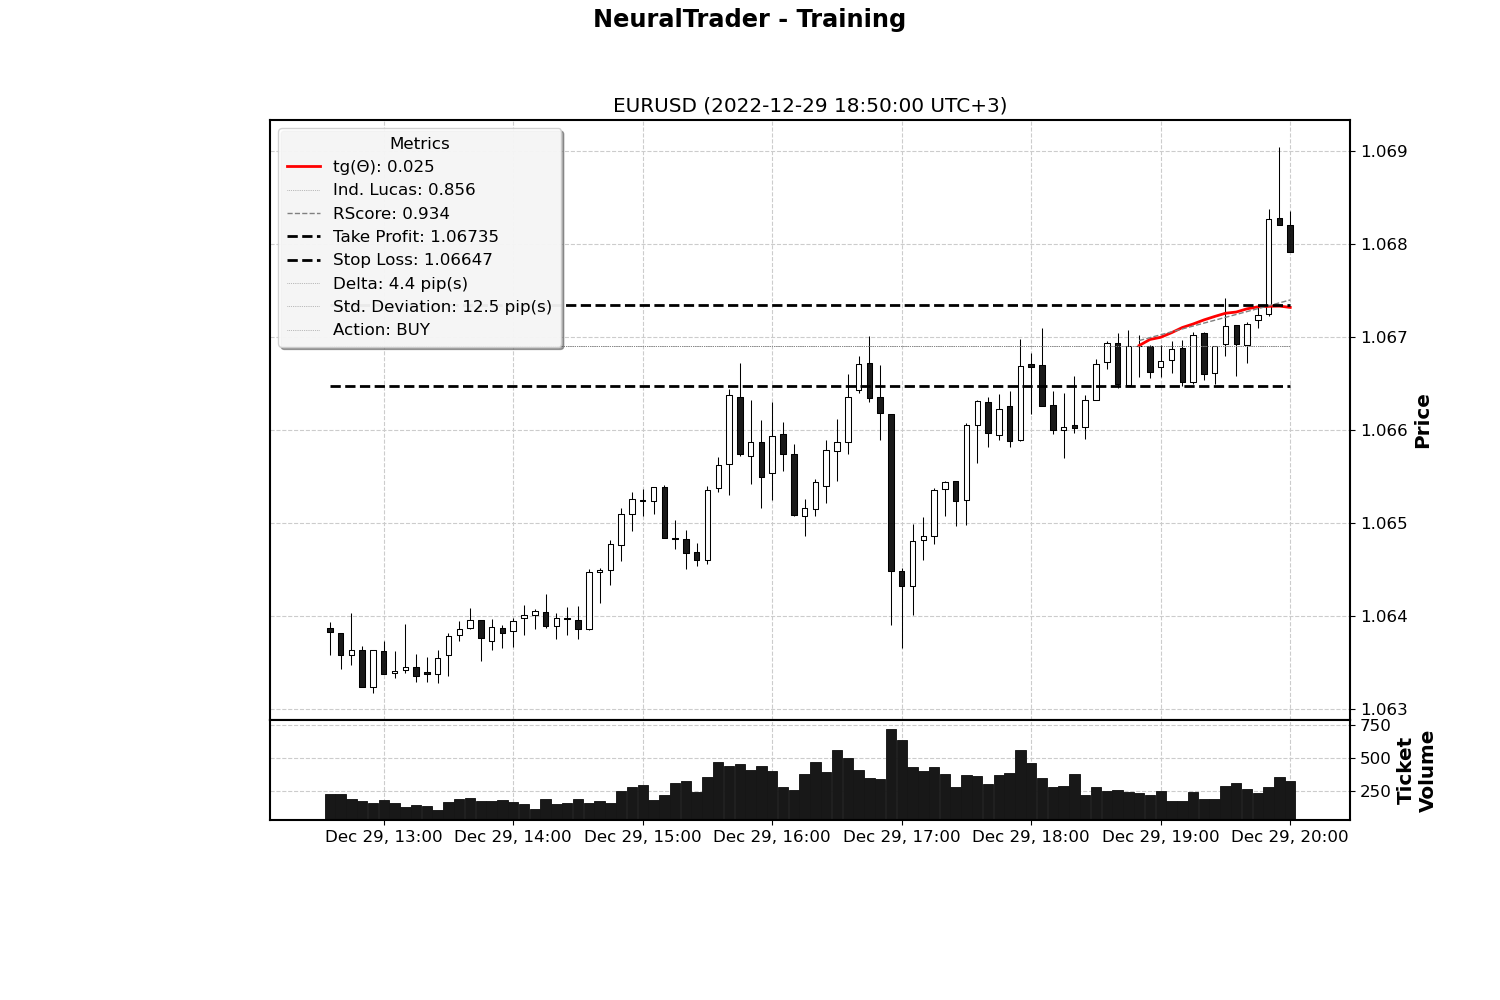 NeuralTrader - Training
EURUSD (2022-12-29 18:50:00 UTC+3)
Metrics
tg(Θ): 0.025
Ind. Lucas: 0.856
RScore: 0.934
Take Profit: 1.06735
Stop Loss: 1.06647
Delta: 4.4 pip(s)
Std. Deviation: 12.5 pip(s)
Action: BUY
1.069
1.068
1.067
1.066
1.065
1.064
1.063
Price
750
500
250
Ticket
Volume
Dec 29, 13:00
Dec 29, 14:00
Dec 29, 15:00
Dec 29, 16:00
Dec 29, 17:00
Dec 29, 18:00
Dec 29, 19:00
Dec 29, 20:00